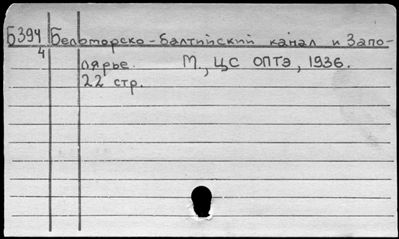 Б394 Беломорско-Балтийский канал и Запо-
4 лярье. М., ЦС ОПТЭ, 1936.
22 стр.